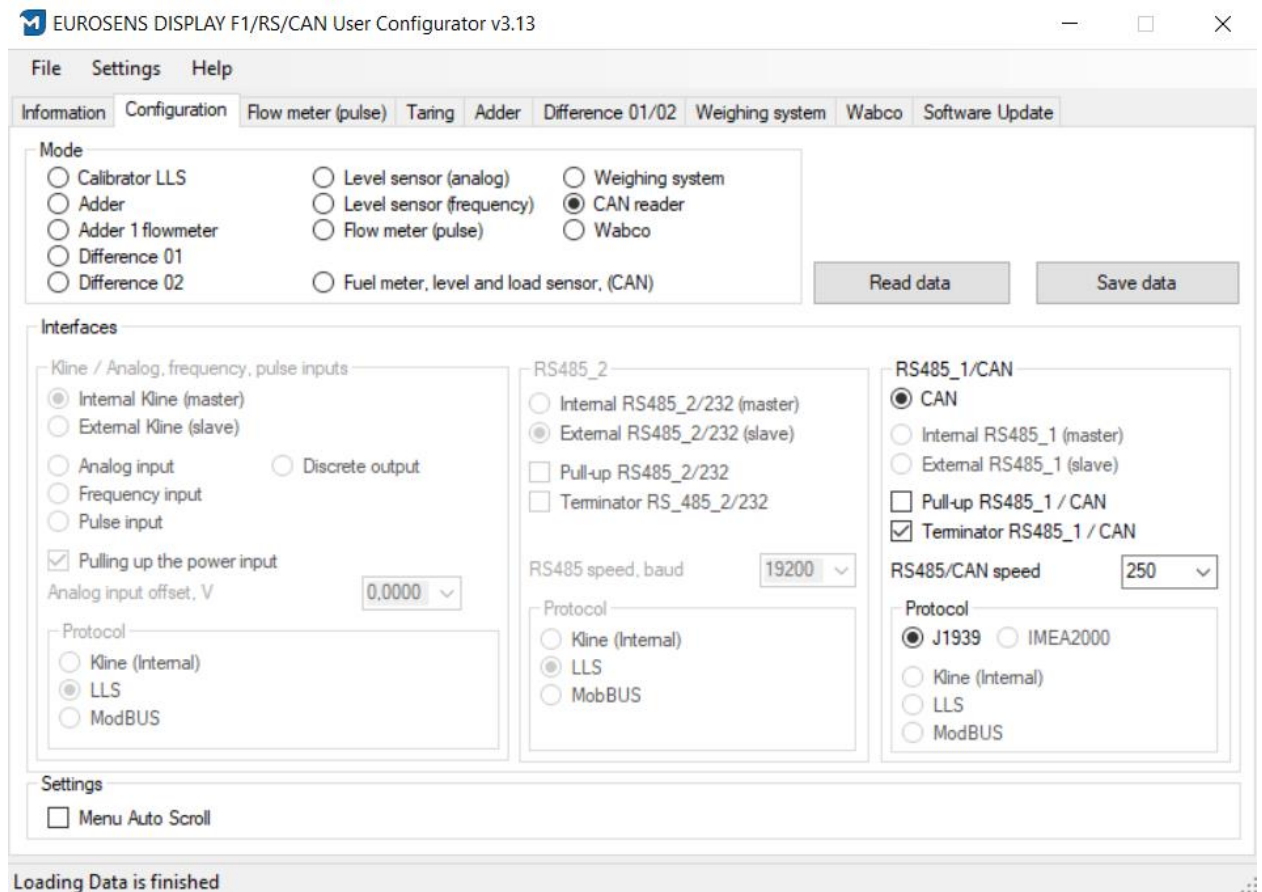 EUROSENS DISPLAY F1/RS/CAN User Configurator v3.13
File Settings Help
Information Configuration Flow meter (pulse) Taring Adder Difference 01/02 Weighing system Wabco Software Update
Mode
Calibrator LLS Level sensor (analog) Weighing system
Adder Level sensor (frequency) CAN reader
Adder 1 flowmeter Flow meter (pulse) Wabco
Difference 01
Difference 02 Fuel meter, level and load sensor, (CAN)
Read data Save data
Interfaces
Kline / Analog, frequency, pulse inputs
Internal Kline (master)
External Kline (slave)
Analog input Discrete output
Frequency input
Pulse input
Pulling up the power input
Analog input offset, V 0,0000
Protocol
Kline (Internal)
LLS
ModBUS
RS485_2
Internal RS485_2/232 (master)
External RS485_2/232 (slave)
Pull-up RS485_2/232
Terminator RS_485_2/232
RS485 speed, baud 19200
Protocol
Kline (Internal)
LLS
MobBUS
RS485_1/CAN
CAN
Internal RS485_1 (master)
External RS485_1 (slave)
Pull-up RS485_1 / CAN
Terminator RS485_1 / CAN
RS485/CAN speed 250
Protocol
J1939 IMEA2000
Kline (Internal)
LLS
ModBUS
Settings
Menu Auto Scroll
Loading Data is finished